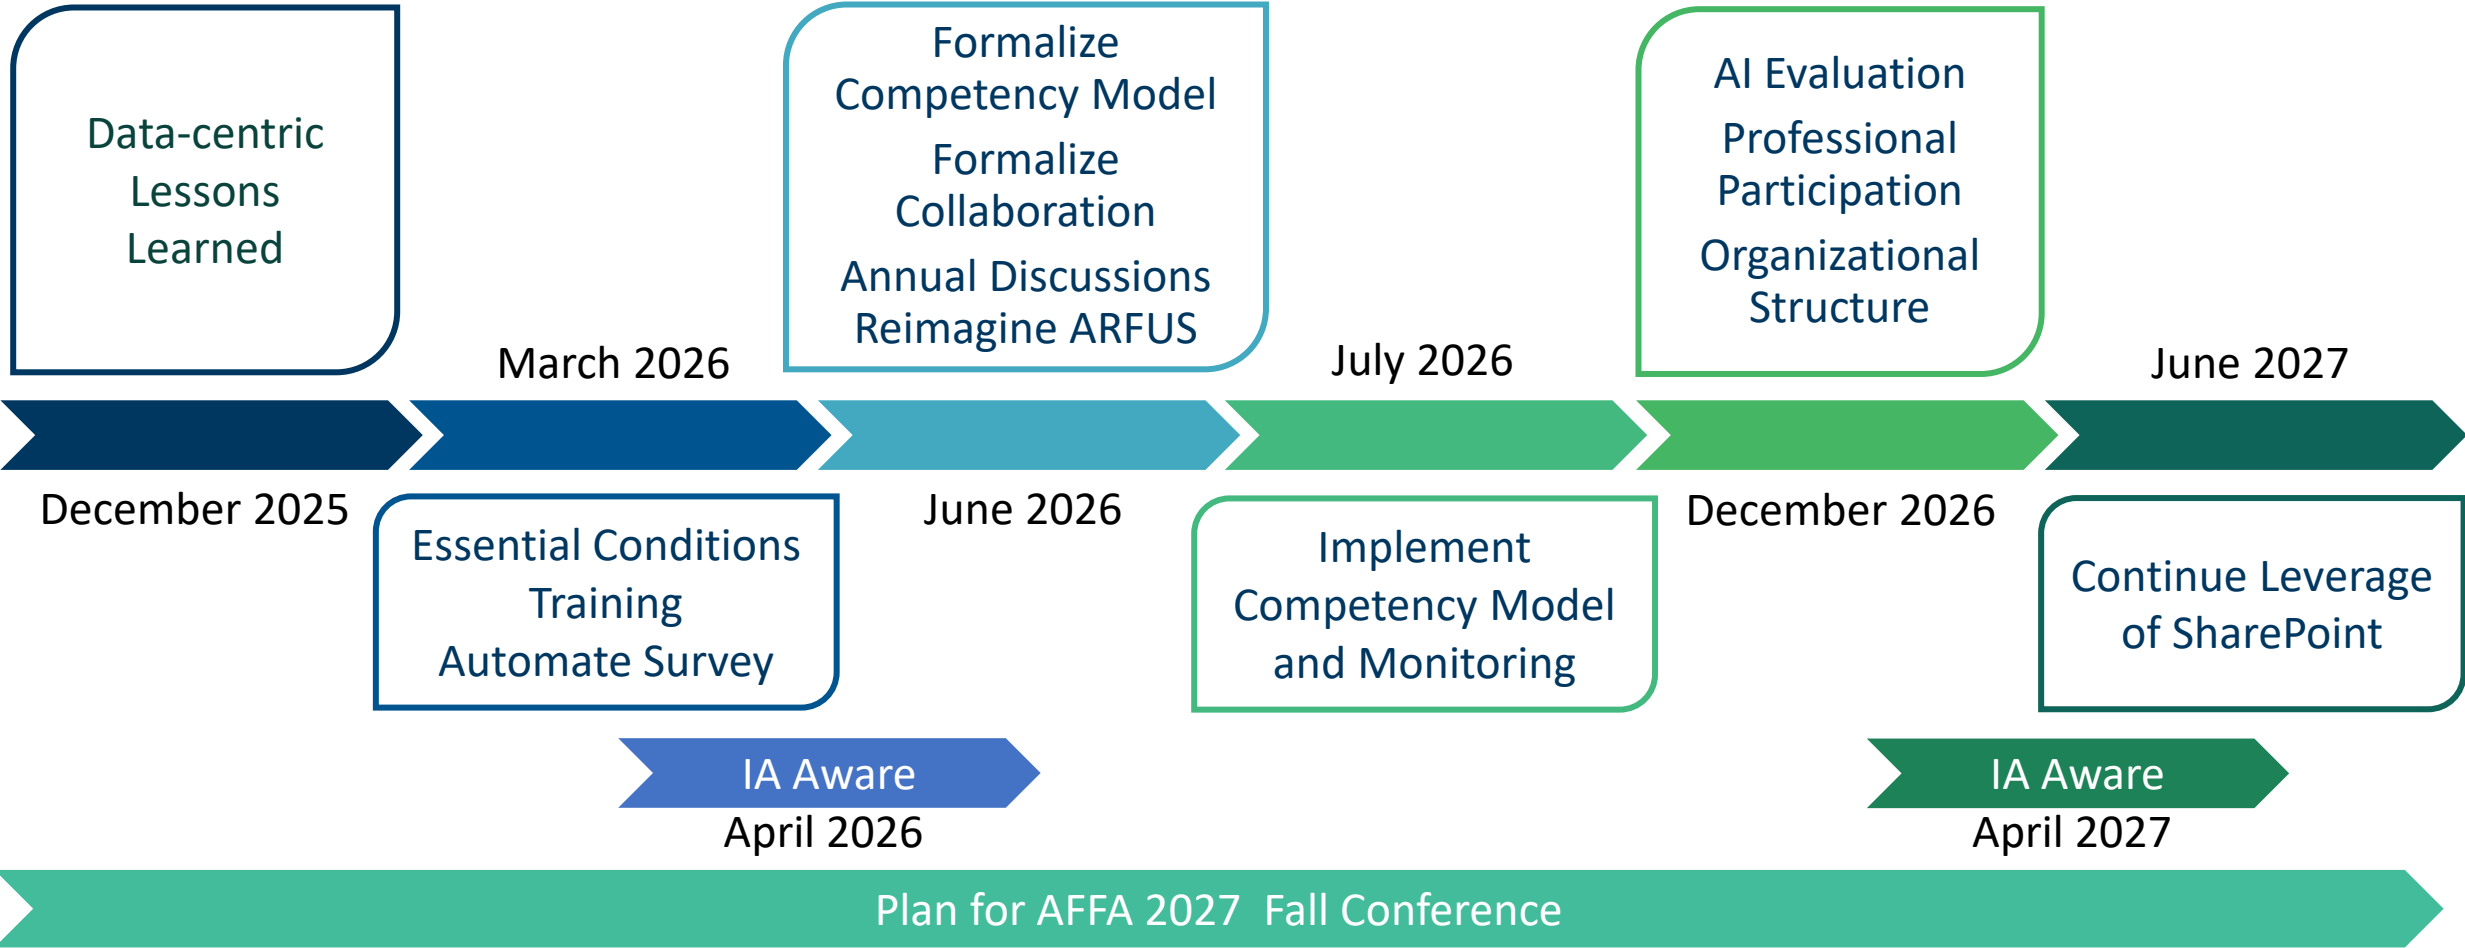 Data-centric
Lessons
Learned
December 2025
March 2026
Essential Conditions
Training
Automate Survey
Formalize
Competency Model
Formalize
Collaboration
Annual Discussions
Reimagine ARFUS
June 2026
July 2026
Implement
Competency Model
and Monitoring
AI Evaluation
Professional
Participation
Organizational
Structure
December 2026
June 2027
Continue Leverage
of SharePoint
IA Aware
April 2026
IA Aware
April 2027
Plan for AFFA 2027  Fall Conference